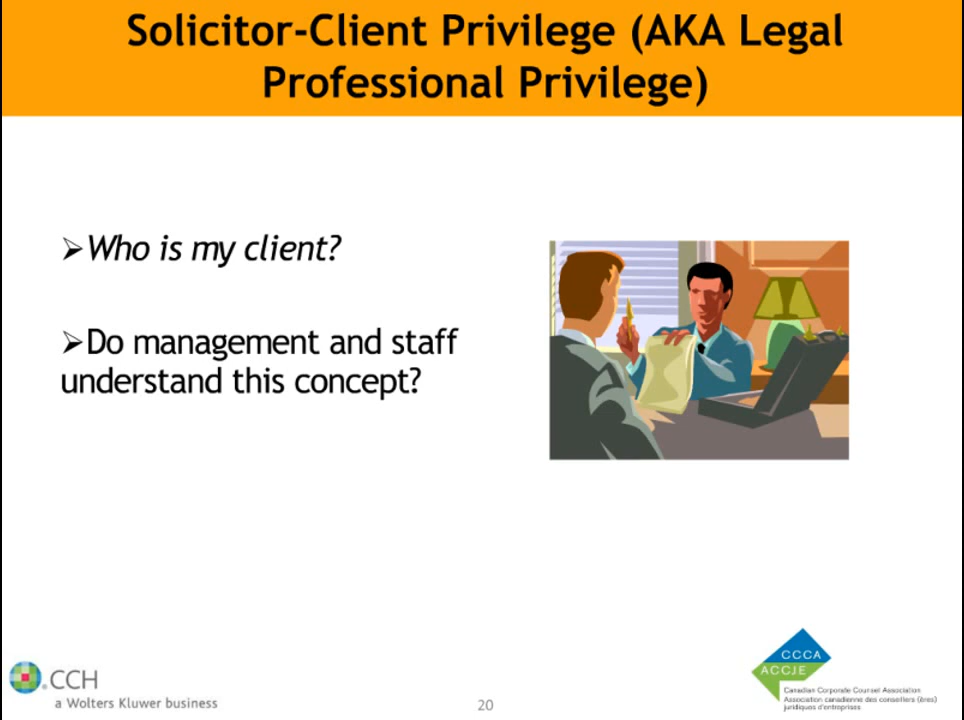 Solicitor-Client Privilege (AKA Legal
Professional Privilege)
➢Who is my client?
➢Do management and staff
understand this concept?
CCH
a Wolters Kluwer business
20
CCCA
ACCJE
Canadian Corporate Counsel Association
Association canadienne des conseillers (ères)
juridiques d'entreprises